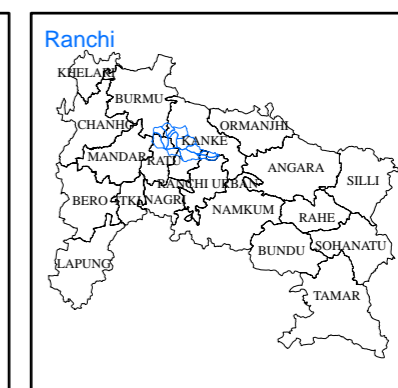 Ranchi
KHELARI
BURMU
CHANHO
ORMANJHI
KANKE
MANDAR
RATU
ANGARA
SILLI
RANCHI URBAN
BERO
ITKI
NAGRI
NAMKUM
RAHE
BUNDU
SOHANATU
LAPUNG
TAMAR